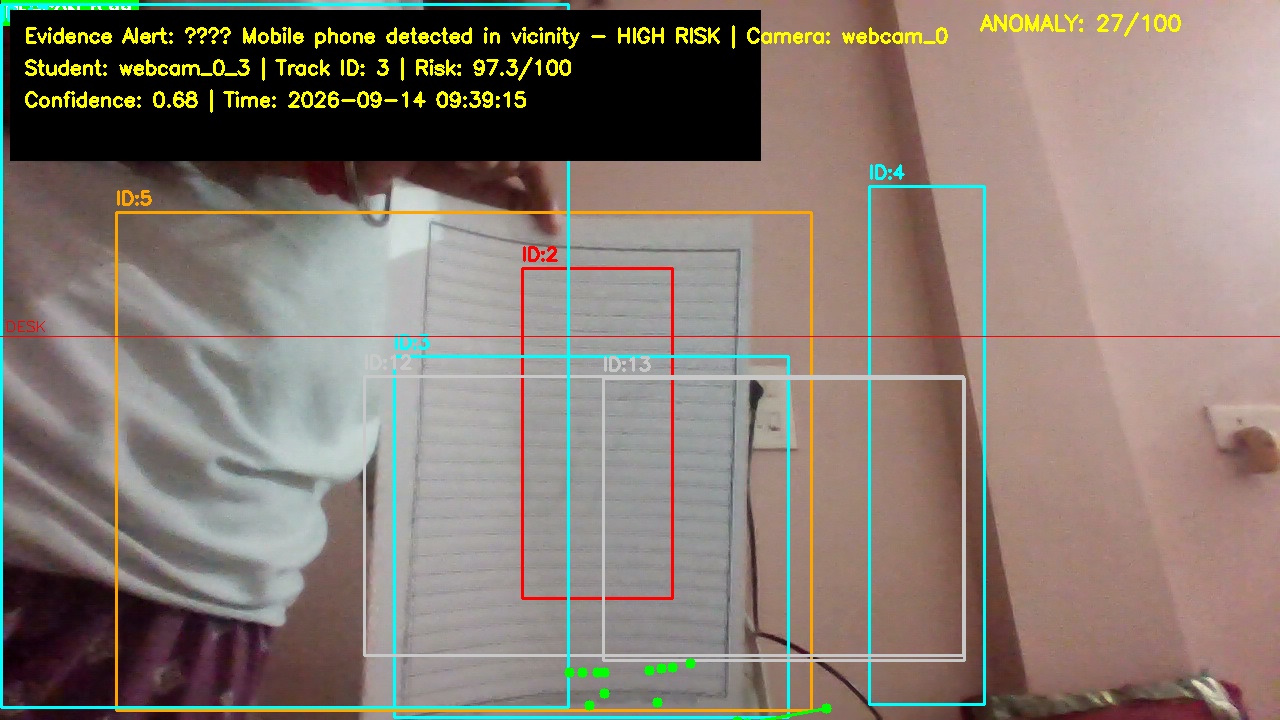 Evidence Alert: ???? Mobile phone detected in vicinity - HIGH RISK | Camera: webcam_0
ANOMALY: 27/100
Student: webcam_0_3 | Track ID: 3 | Risk: 97.3/100
Confidence: 0.68 | Time: 2026-09-14 09:39:15
ID:4
ID:5
ID:2
DESK
ID:3
ID:12
ID:13